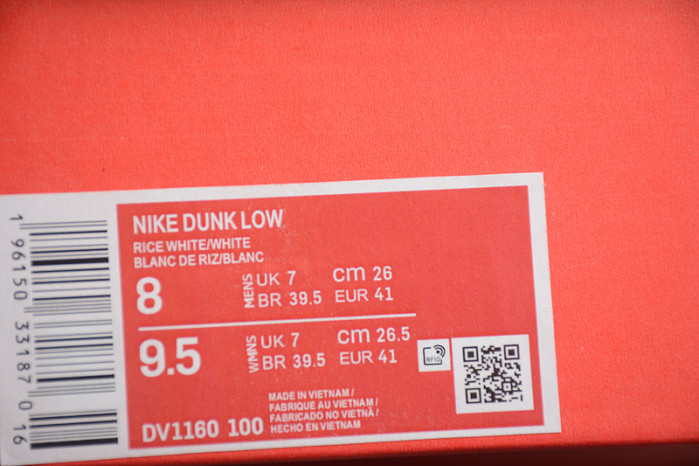 NIKE DUNK LOW
RICE WHITE/WHITE
BLANC DE RIZ/BLANC
8 MENS UK 7 cm 26
BR 39.5 EUR 41
9.5 WMNS UK 7 cm 26.5
BR 39.5 EUR 41
RFID
MADE IN VIETNAM /
FABRIQUE AU VIETNAM /
FABRICADO NO VIETNÃ /
HECHO EN VIETNAM
DV1160 100
1 96150 33187 0 16